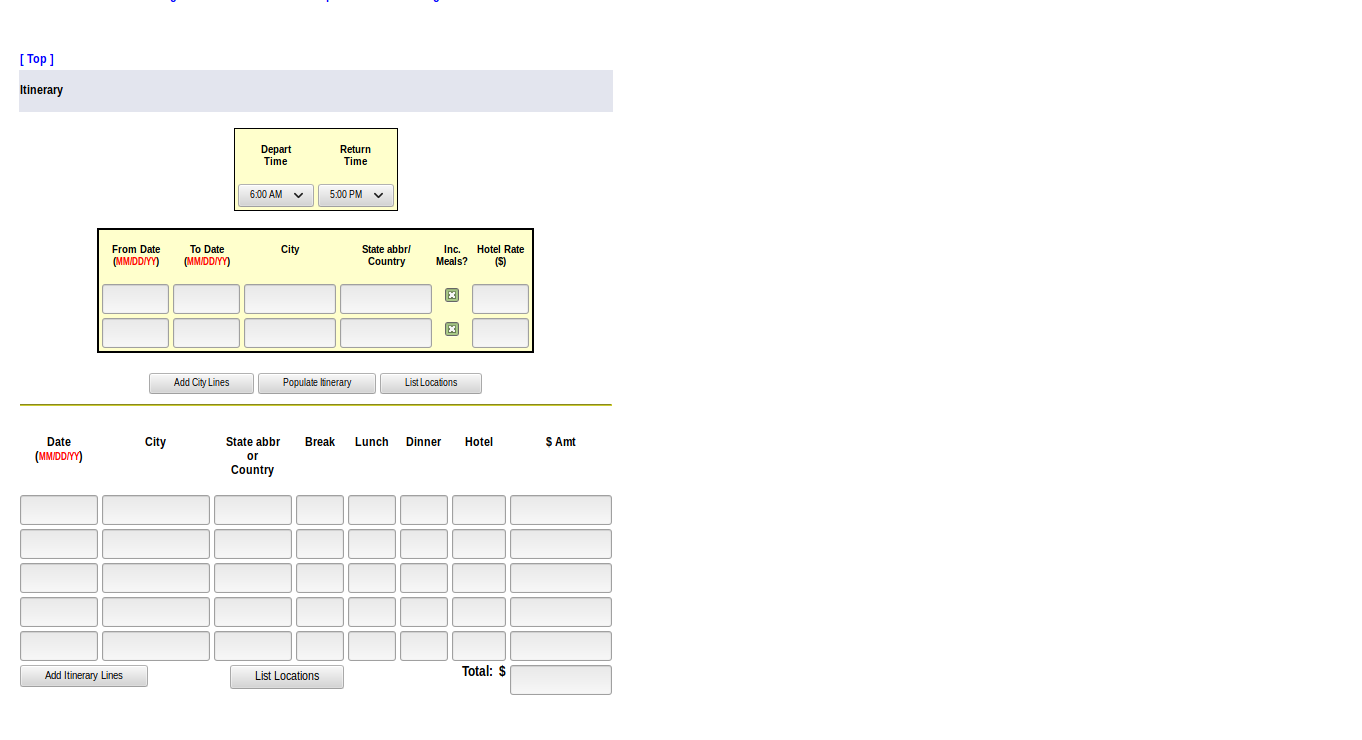 [ Top ]
Itinerary
Depart Return
Time Time
6:00 AM 5:00 PM
From Date To Date City State abbr/ Inc. Hotel Rate
(MM/DD/YY) (MM/DD/YY) Country Meals? ($)
Add City Lines Populate Itinerary List Locations
Date City State abbr Break Lunch Dinner Hotel $ Amt
(MM/DD/YY) or
Country
Add Itinerary Lines List Locations Total: $